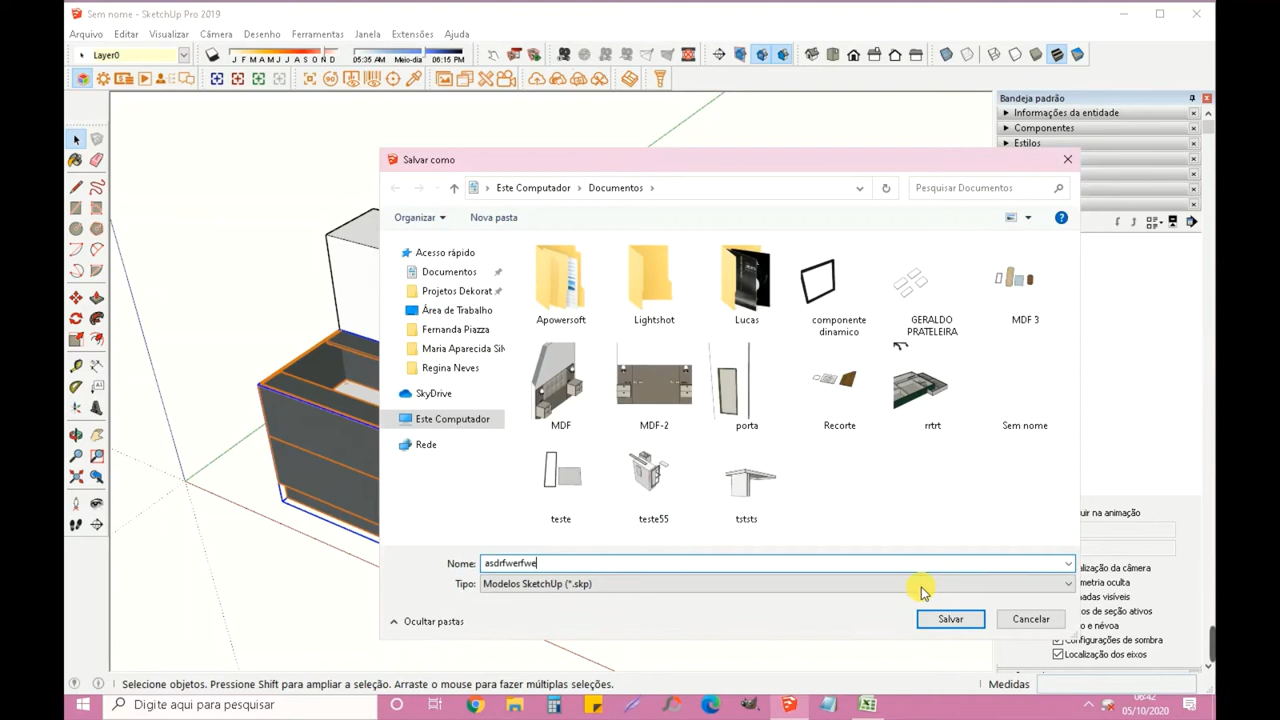 Sem nome - SketchUp Pro 2019
Arquivo Editar Visualizar Câmera Desenho Ferramentas Janela Extensões Ajuda
Layer0
J F M A M J J A S O N D 05:35 AM Meio-dia 06:15 PM
Bandeja padrão
Informações da entidade
Componentes
Estilos
Salvar como
Este Computador Documentos
Pesquisar Documentos
Organizar Nova pasta
Acesso rápido
Documentos
Projetos Dekorat
Área de Trabalho
Fernanda Piazza
Maria Aparecida Silv
Regina Neves
SkyDrive
Este Computador
Rede
Apowersoft Lightshot Lucas componente dinamico GERALDO PRATELEIRA MDF 3
MDF MDF-2 porta Recorte rrtrt Sem nome
teste teste55 tststs
Nome: asdrfwerfwe
Tipo: Modelos SketchUp (*.skp)
Ocultar pastas Salvar Cancelar
uir na animação
alização da câmera
metria oculta
nadas visíveis
os de seção ativos
o e névoa
Configurações de sombra
Localização dos eixos
Selecione objetos. Pressione Shift para ampliar a seleção. Arraste o mouse para fazer múltiplas seleções. Medidas
Digite aqui para pesquisar
06:42
05/10/2020